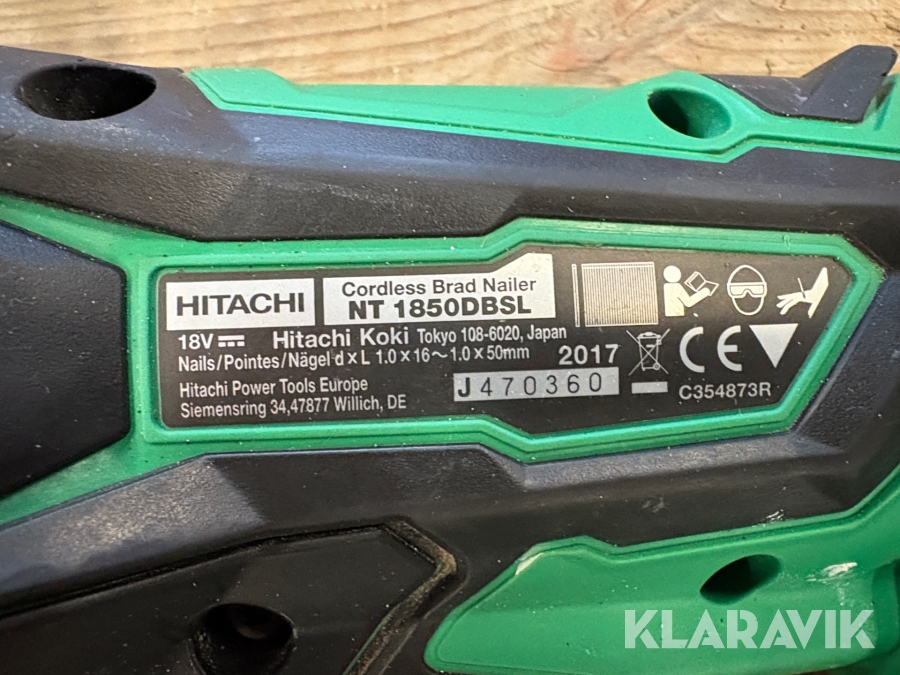 HITACHI
Cordless Brad Nailer
NT 1850DBSL
18V
Hitachi Koki Tokyo 108-6020, Japan
Nails/Pointes/Nägel d×L 1.0×16~1.0×50mm
2017
Hitachi Power Tools Europe
Siemensring 34,47877 Willich, DE
J470360
CE
C354873R
KLARAVIK